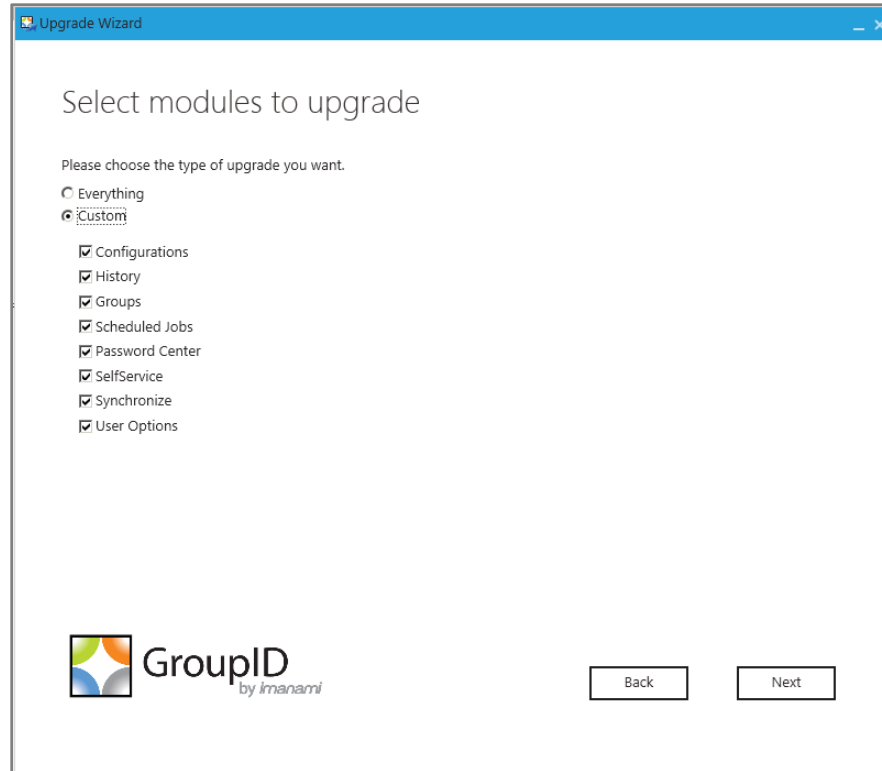 Upgrade Wizard
Select modules to upgrade
Please choose the type of upgrade you want.
Everything
Custom
Configurations
History
Groups
Scheduled Jobs
Password Center
SelfService
Synchronize
User Options
GroupID
by imanami
Back
Next